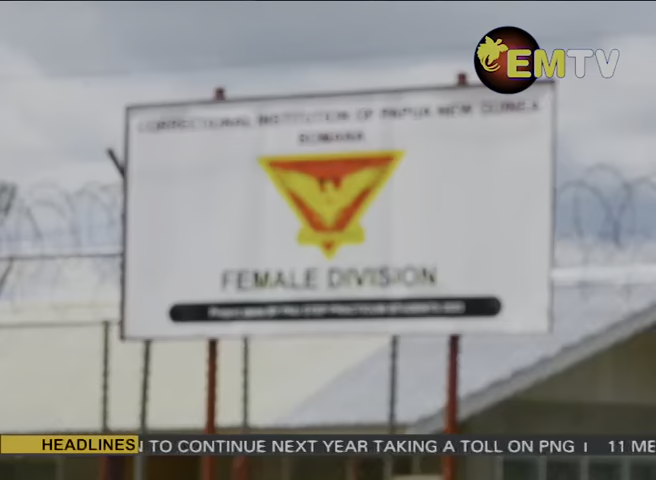 EMTV
CORRECTIONAL INSTITUTION OF PAPUA NEW GUINEA
BOMANA
FEMALE DIVISION
HEADLINES N TO CONTINUE NEXT YEAR TAKING A TOLL ON PNG I 11 ME